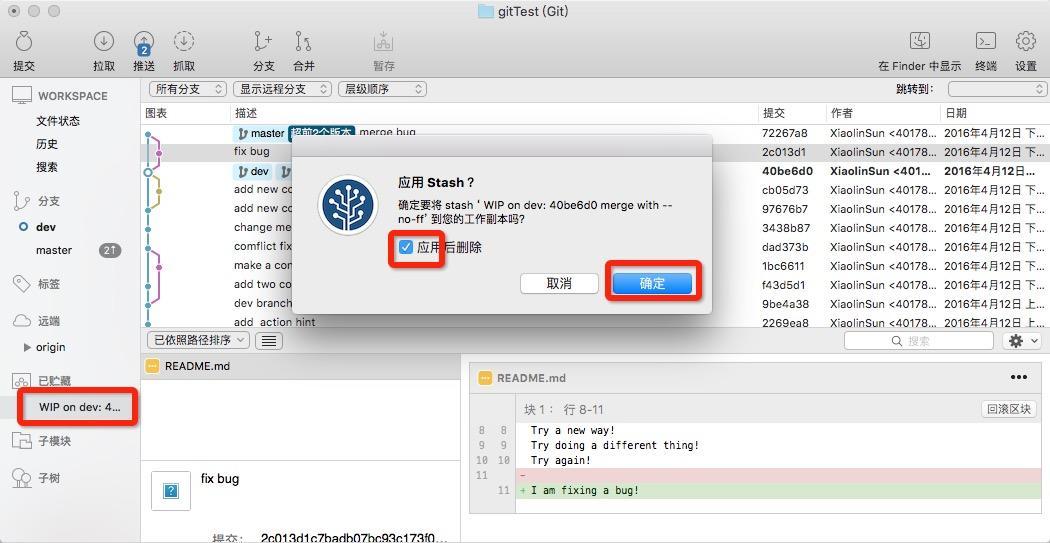 gitTest (Git)
2
提交 拉取 推送 抓取 分支 合并 暂存 在 Finder 中显示 终端 设置
所有分支 显示远程分支 层级顺序 跳转到：
WORKSPACE
文件状态
历史
搜索
分支
dev
master 2↑
标签
远端
origin
已贮藏
WIP on dev: 4...
子模块
子树
图表 描述 提交 作者 日期
master 超前2个版本 merge bug 72267a8 XiaolinSun <40178... 2016年4月12日 下...
fix bug 2c013d1 XiaolinSun <40178... 2016年4月12日 下...
dev 40be6d0 XiaolinSun <401... 2016年4月12日...
add new co cb05d73 XiaolinSun <40178... 2016年4月12日 下...
add new co 97676b7 XiaolinSun <40178... 2016年4月12日 下...
change me 3438b87 XiaolinSun <40178... 2016年4月12日 下...
comflict fix dad373b XiaolinSun <40178... 2016年4月12日 下...
make a con 1bc6611 XiaolinSun <40178... 2016年4月12日 下...
add two co f43d5d1 XiaolinSun <40178... 2016年4月12日 上...
dev branch 9be4a38 XiaolinSun <40178... 2016年4月12日 上...
add action hint 2269ea8 XiaolinSun <40178... 2016年4月12日 上...
应用 Stash？
确定要将 stash ‘ WIP on dev: 40be6d0 merge with --
no-ff’ 到您的工作副本吗?
应用后删除
取消 确定
已依照路径排序 搜索
README.md
fix bug
提交: 2c013d1c7badb07bc93c173f0...
README.md
块 1： 行 8-11 回滚区块
8 8 Try a new way!
9 9 Try doing a different thing!
10 10 Try again!
11 -
11 + I am fixing a bug!